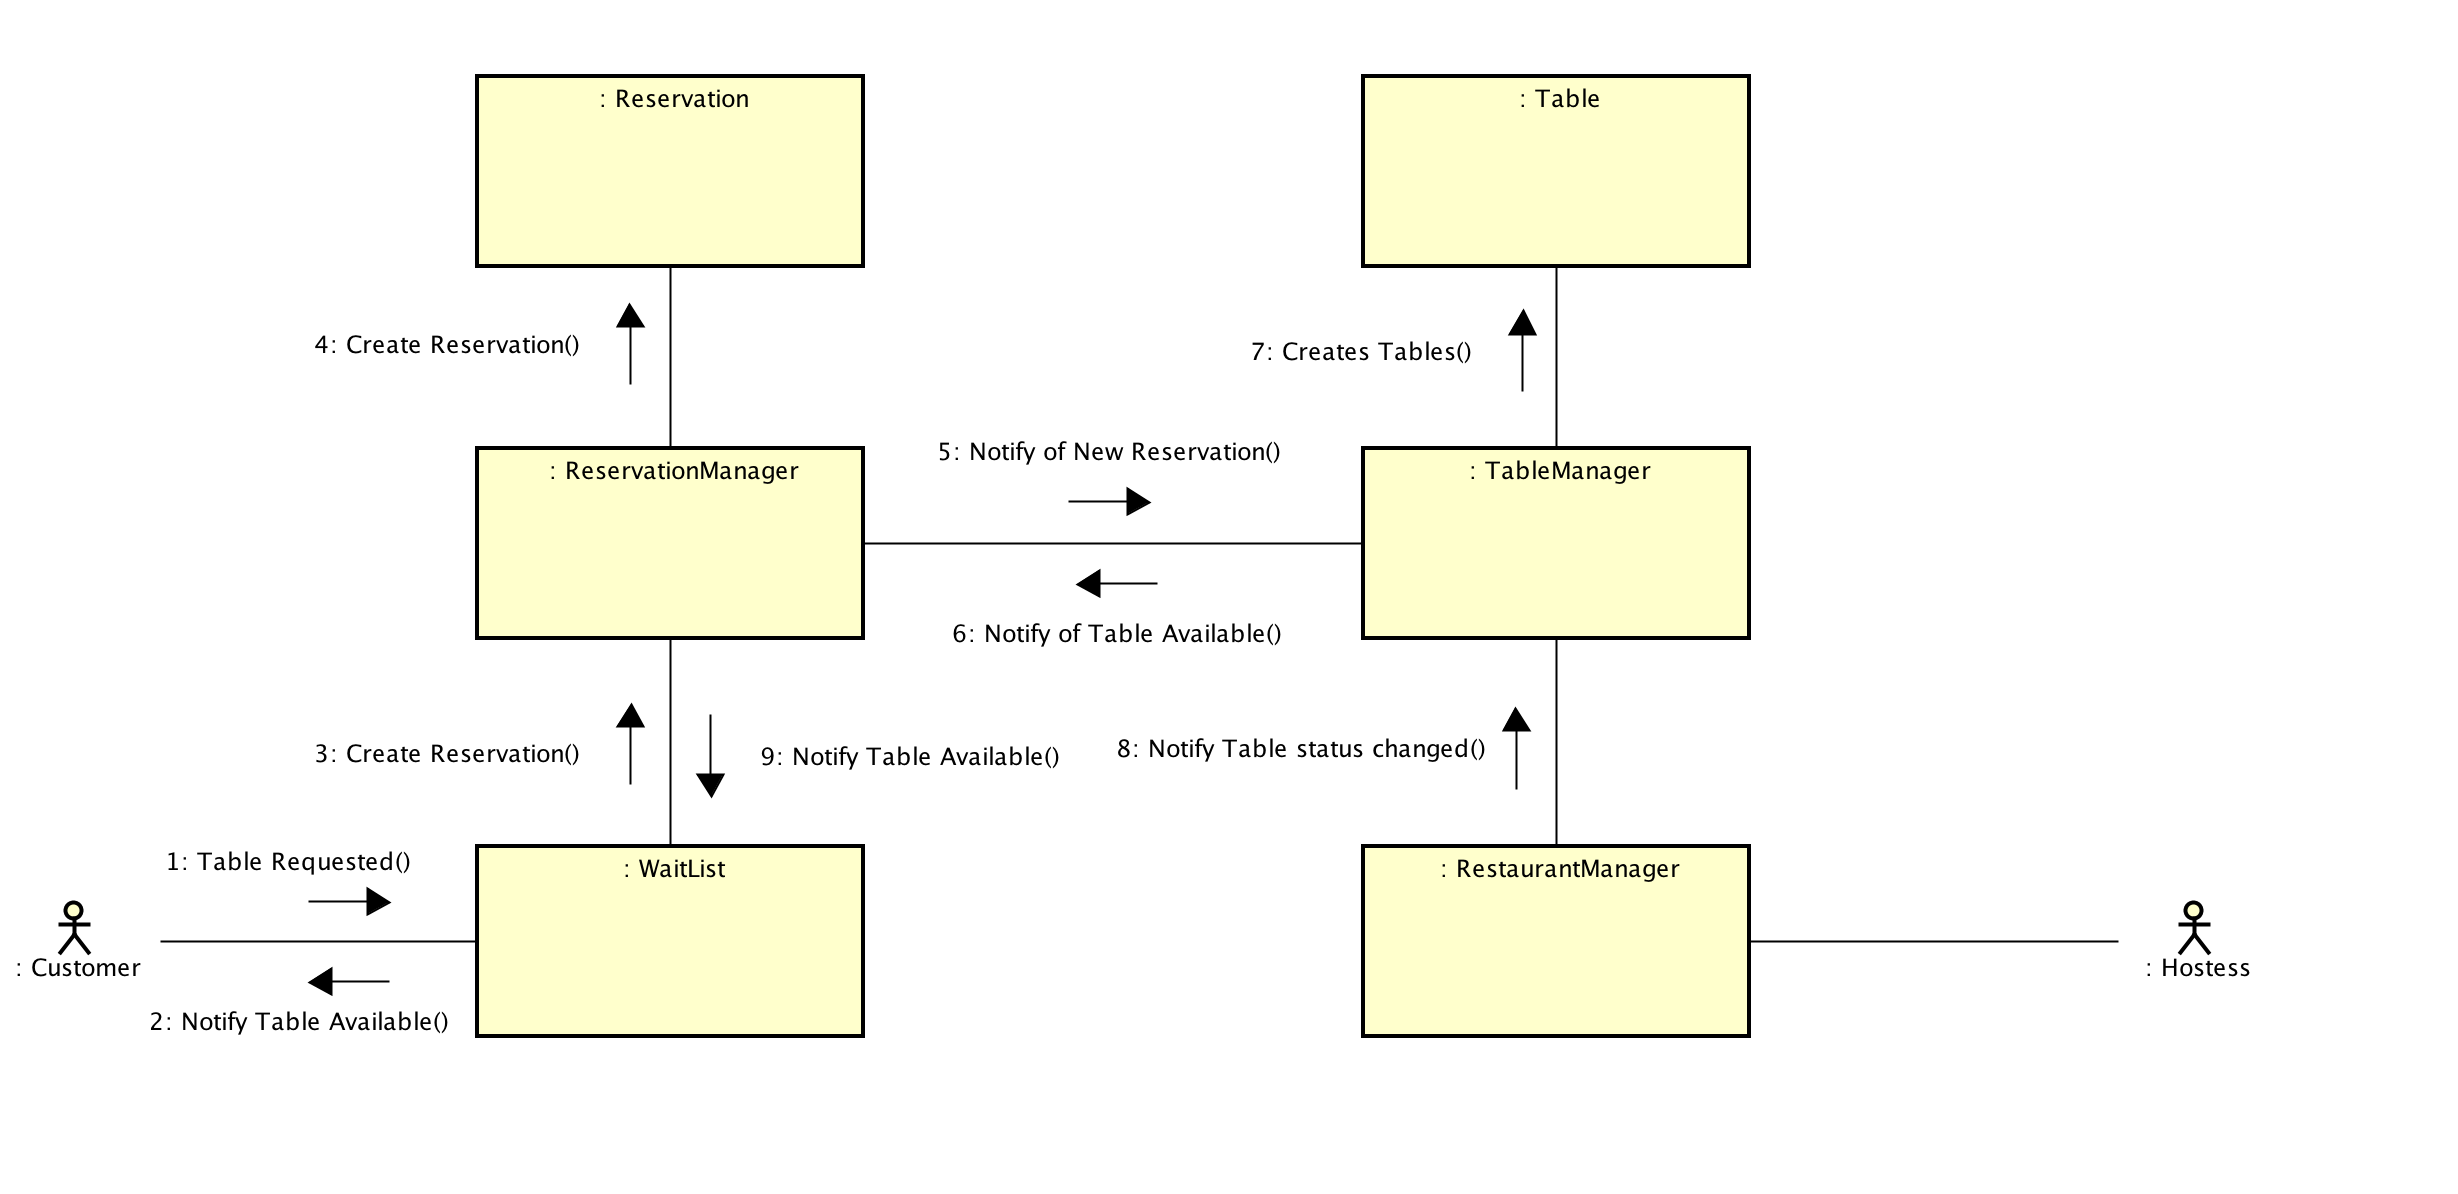 : Reservation
: Table
4: Create Reservation()
7: Creates Tables()
5: Notify of New Reservation()
: ReservationManager
: TableManager
6: Notify of Table Available()
3: Create Reservation()
9: Notify Table Available()
8: Notify Table status changed()
1: Table Requested()
: WaitList
: RestaurantManager
: Customer
: Hostess
2: Notify Table Available()